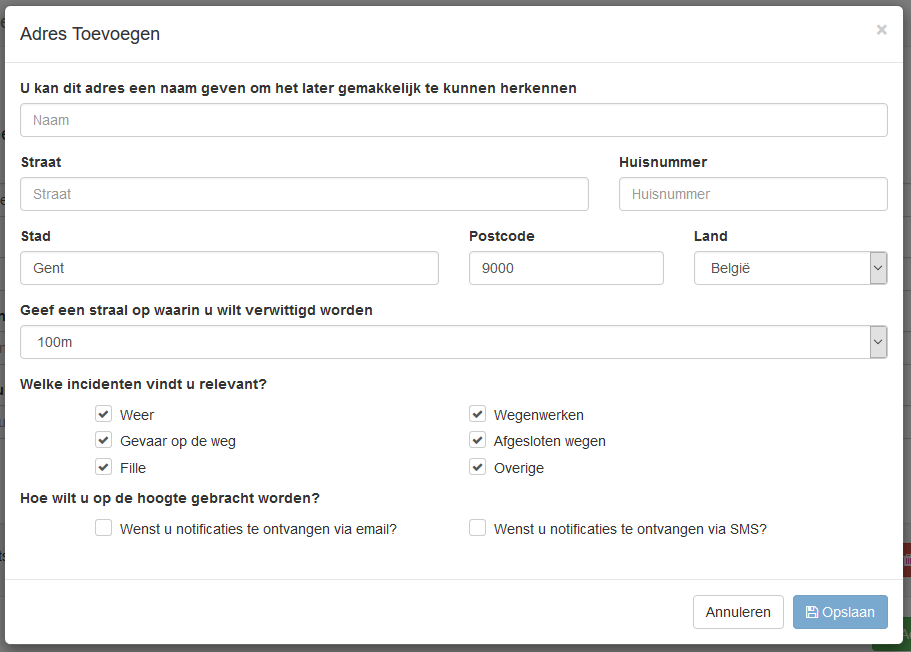 Adres Toevoegen ×
U kan dit adres een naam geven om het later gemakkelijk te kunnen herkennen
Naam
Straat Huisnummer
Straat Huisnummer
Stad Postcode Land
Gent 9000 België
Geef een straal op waarin u wilt verwittigd worden
100m
Welke incidenten vindt u relevant?
Weer Wegenwerken
Gevaar op de weg Afgesloten wegen
Fille Overige
Hoe wilt u op de hoogte gebracht worden?
Wenst u notificaties te ontvangen via email? Wenst u notificaties te ontvangen via SMS?
Annuleren Opslaan